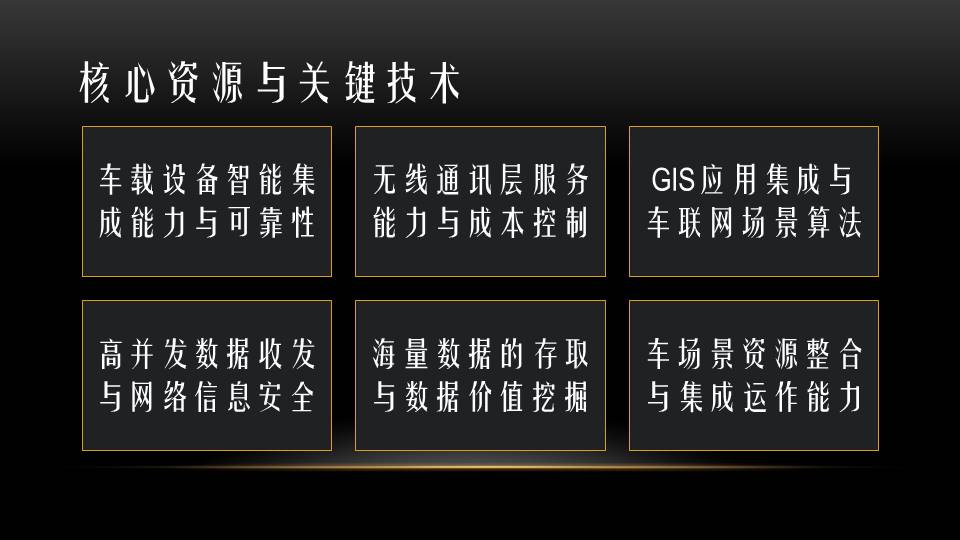 核心资源与关键技术
车载设备智能集
成能力与可靠性
无线通讯层服务
能力与成本控制
GIS应用集成与
车联网场景算法
高并发数据收发
与网络信息安全
海量数据的存取
与数据价值挖掘
车场景资源整合
与集成运作能力